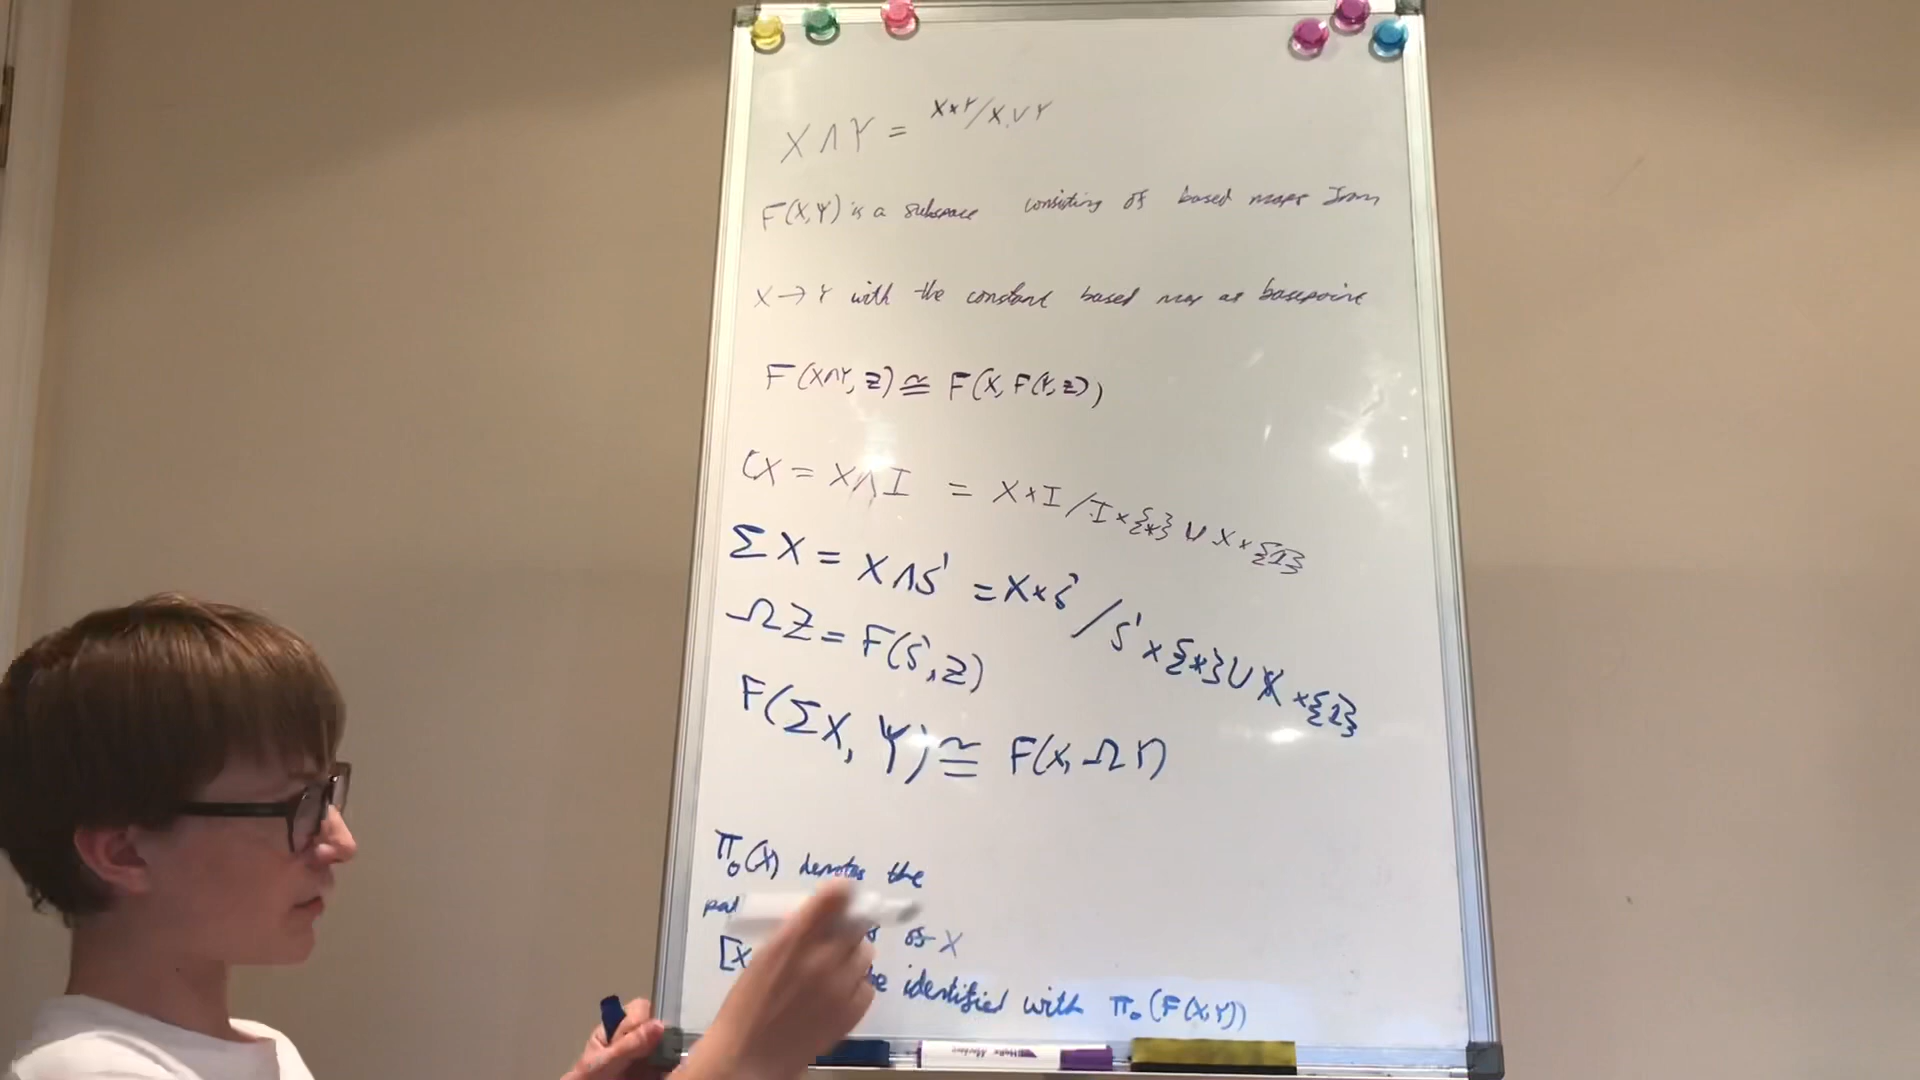 X ∧ Y = X×Y/X∨Y
F(X,Y) is a subspace consisting of based maps from
X → Y with the constant based map as basepoint
F(X∧Y, Z) ≅ F(X, F(Y,Z))
CX = X∧I = X×I/I×{*} ∪ X×{1}
ΣX = X∧S¹ = X×S¹/S¹×{*}∪X×{1}
ΩZ = F(S¹,Z)
F(ΣX, Y) ≅ F(X, ΩY)
π₀(X) denotes the
of X
[X be identified with π₀(F(X,Y))